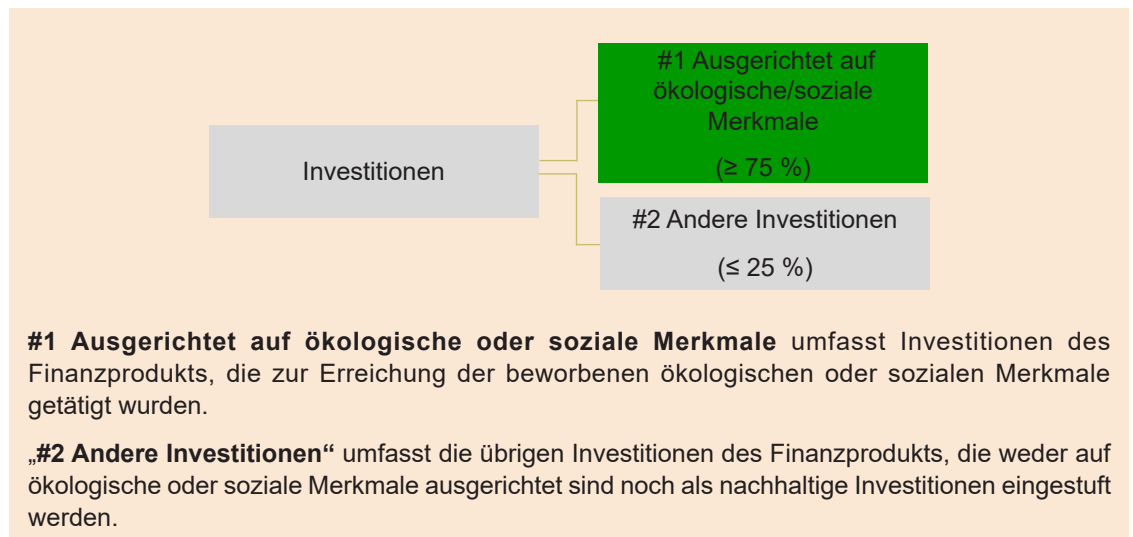 #1 Ausgerichtet auf
ökologische/soziale
Merkmale
(≥ 75 %)
Investitionen
#2 Andere Investitionen
(≤ 25 %)
#1 Ausgerichtet auf ökologische oder soziale Merkmale umfasst Investitionen des
Finanzprodukts, die zur Erreichung der beworbenen ökologischen oder sozialen Merkmale
getätigt wurden.
„#2 Andere Investitionen“ umfasst die übrigen Investitionen des Finanzprodukts, die weder auf
ökologische oder soziale Merkmale ausgerichtet sind noch als nachhaltige Investitionen eingestuft
werden.